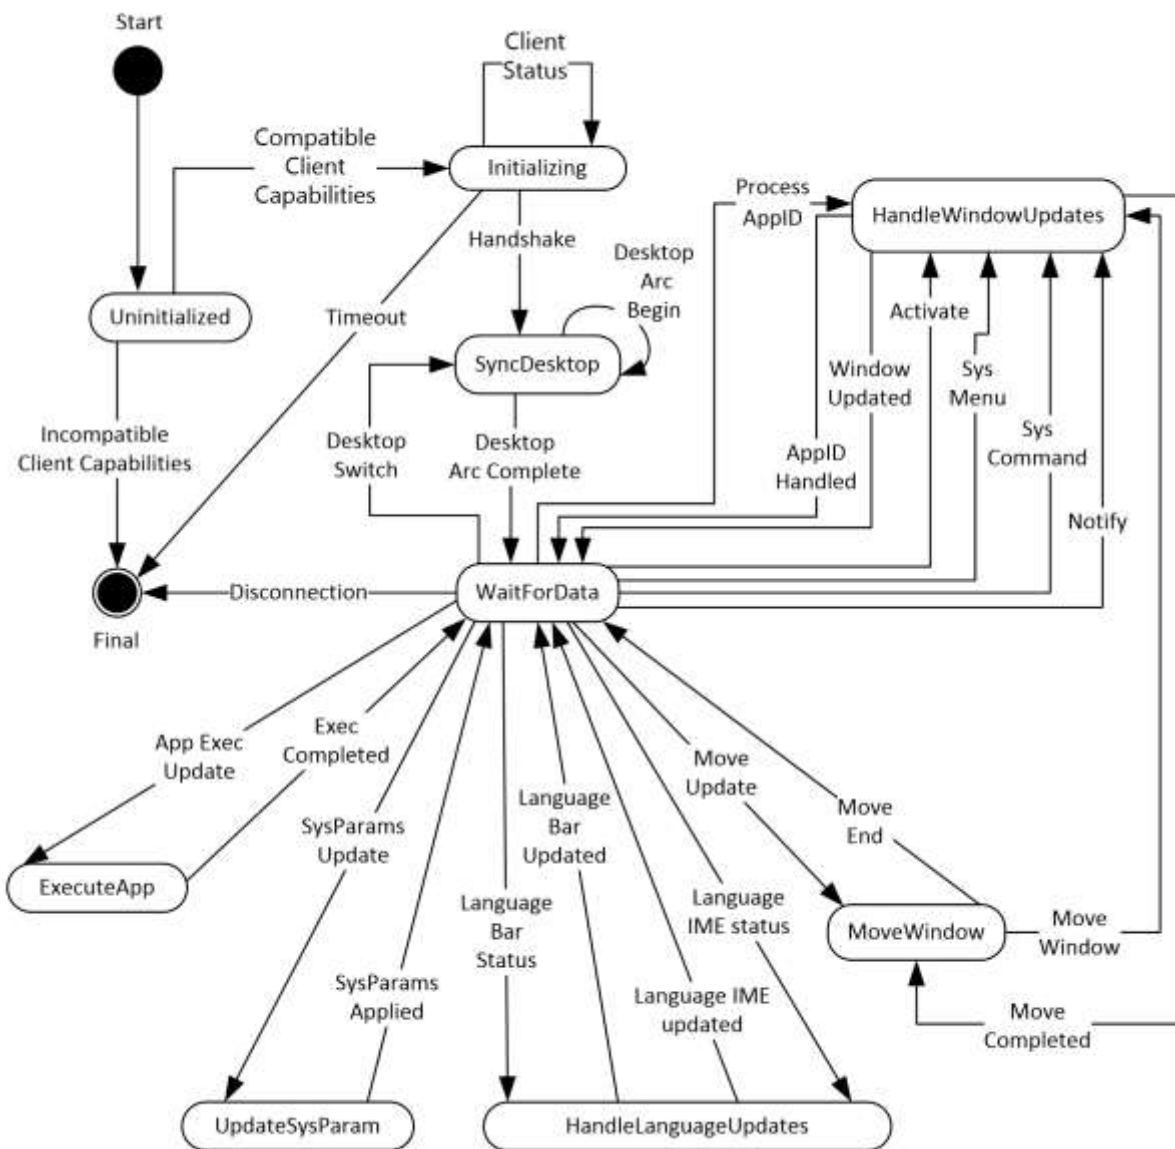 Start
Client
Status
Compatible
Client
Capabilities
Initializing
Process
AppID
HandleWindowUpdates
Handshake
Desktop
Arc
Begin
Uninitialized
Timeout
Activate
SyncDesktop
Window
Updated
Sys
Menu
Incompatible
Client Capabilities
Desktop
Switch
Desktop
Arc Complete
AppID
Handled
Sys
Command
Notify
WaitForData
Disconnection
Final
App Exec
Update
Exec
Completed
Move
Update
SysParams
Update
Language
Bar
Updated
Move
End
ExecuteApp
Language
Bar
Status
Language
IME status
MoveWindow
Move
Window
SysParams
Applied
Language IME
updated
Move
Completed
UpdateSysParam
HandleLanguageUpdates